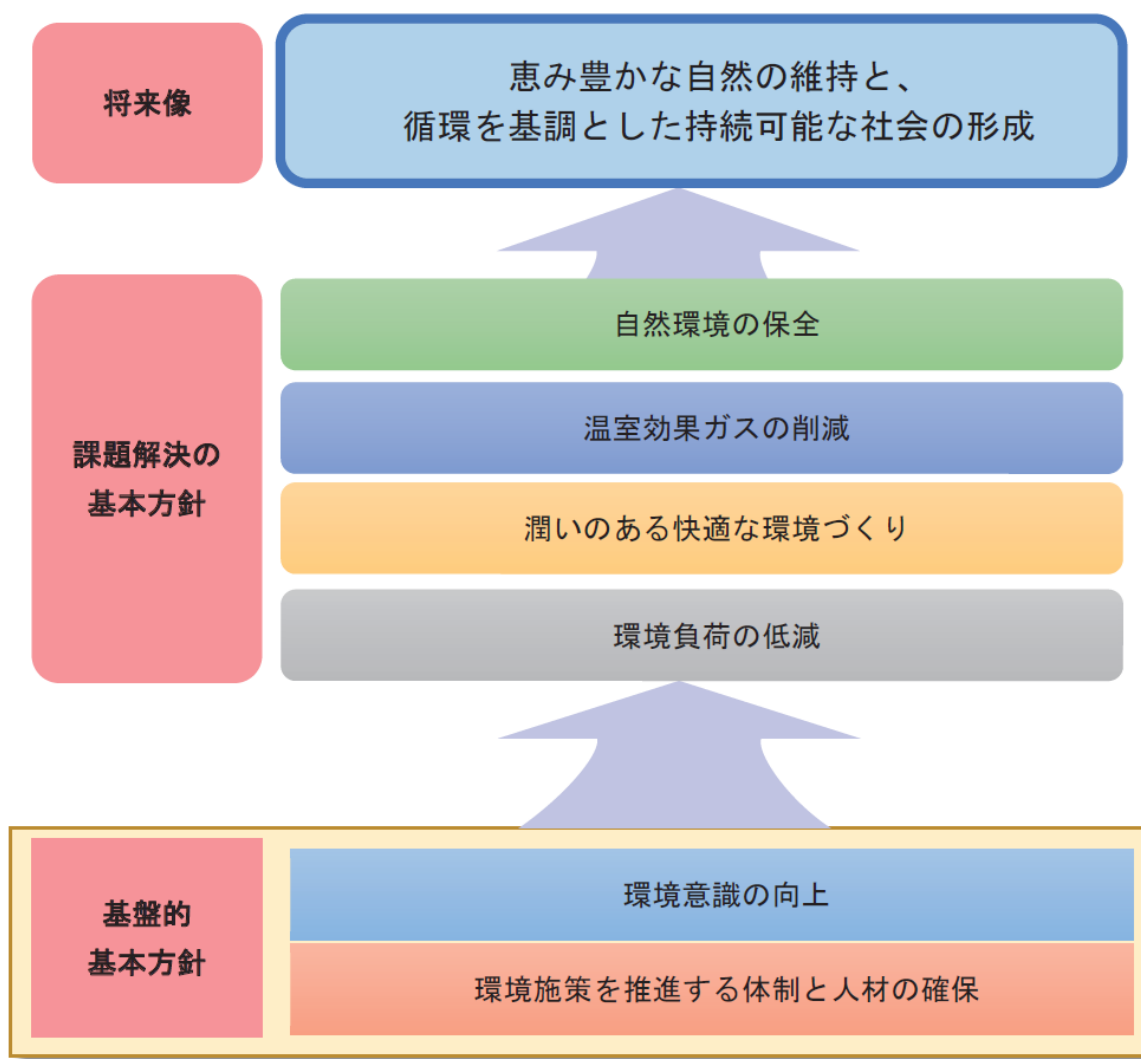 将来像
恵み豊かな自然の維持と、
循環を基調とした持続可能な社会の形成
課題解決の
基本方針
自然環境の保全
温室効果ガスの削減
潤いのある快適な環境づくり
環境負荷の低減
基盤的
基本方針
環境意識の向上
環境施策を推進する体制と人材の確保